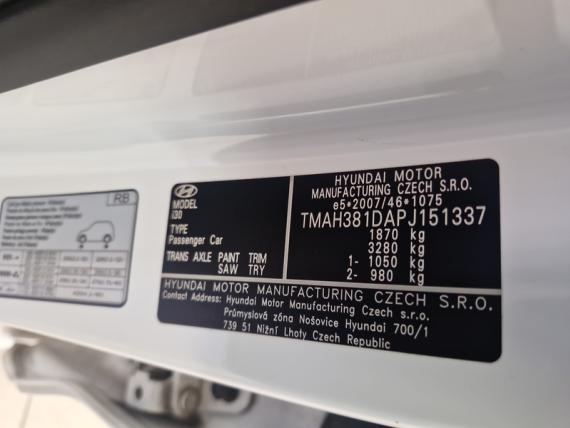 RB
MODEL
i30
TYPE
Passenger Car
TRANS AXLE PAINT TRIM
SAW TRY
HYUNDAI MOTOR
MANUFACTURING CZECH S.R.O.
e5*2007/46*1075
TMAH381DAPJ151337
1870 kg
3280 kg
1- 1050 kg
2- 980 kg
HYUNDAI MOTOR MANUFACTURING CZECH S.R.O.
Contact Address: Hyundai Motor Manufacturing Czech s.r.o.
Průmyslová zóna Nošovice Hyundai 700/1
739 51 Nižní Lhoty Czech Republic